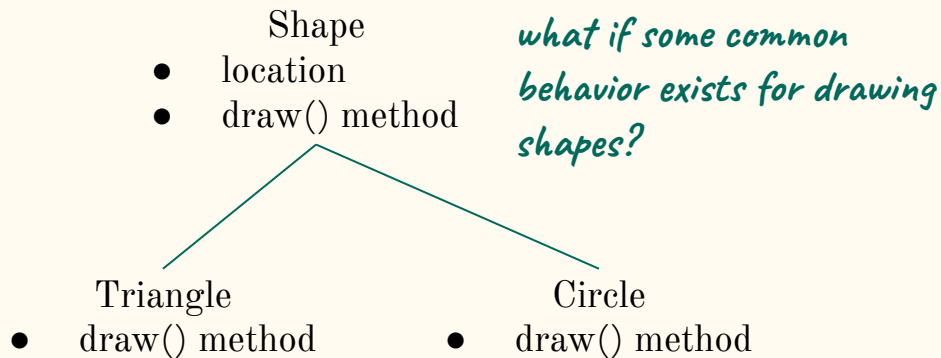 Shape
● location
● draw() method
what if some common
behavior exists for drawing
shapes?
Triangle
● draw() method
Circle
● draw() method